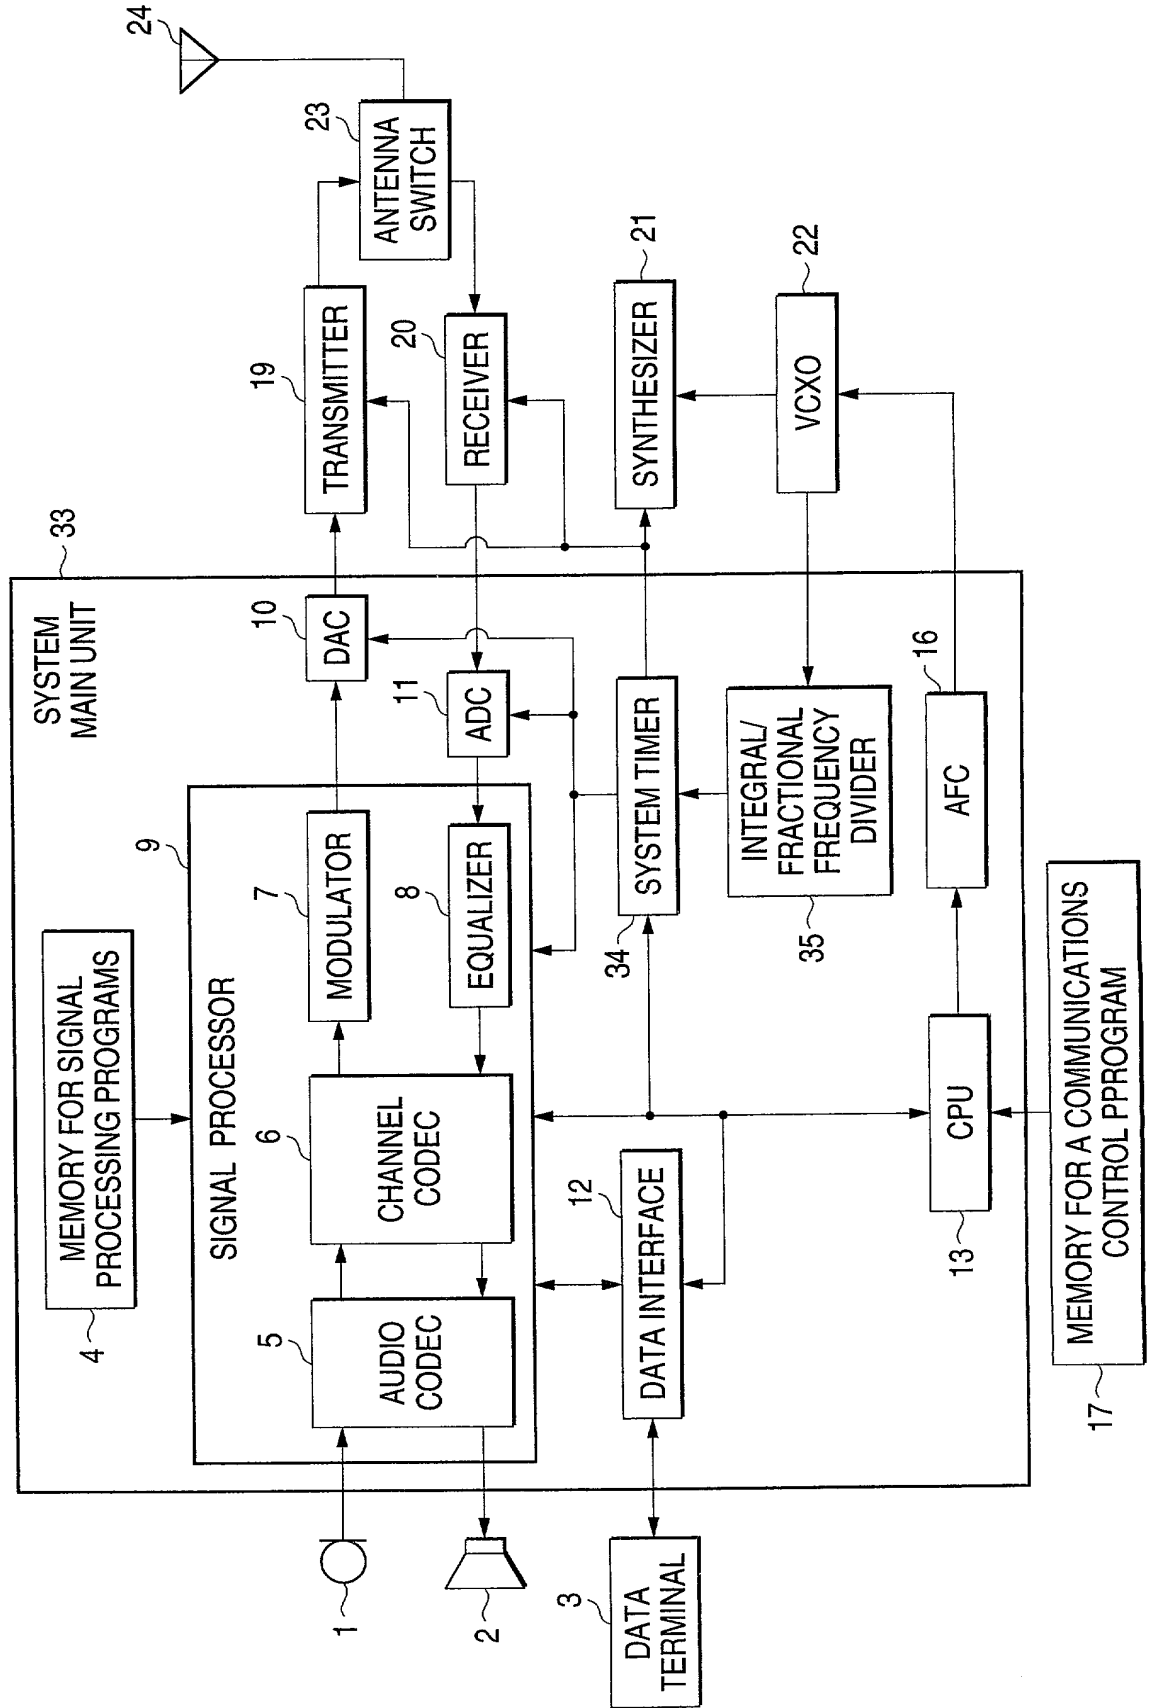 33
SYSTEM
MAIN UNIT
4
MEMORY FOR SIGNAL
PROCESSING PROGRAMS
9
SIGNAL PROCESSOR
1
2
5
AUDIO
CODEC
6
CHANNEL
CODEC
7
MODULATOR
8
EQUALIZER
10
DAC
11
ADC
19
TRANSMITTER
20
RECEIVER
23
ANTENNA
SWITCH
24
3
DATA
TERMINAL
12
DATA INTERFACE
34
SYSTEM TIMER
21
SYNTHESIZER
35
INTEGRAL/
FRACTIONAL
FREQUENCY
DIVIDER
22
VCXO
13
CPU
16
AFC
17
MEMORY FOR A COMMUNICATIONS
CONTROL PPROGRAM